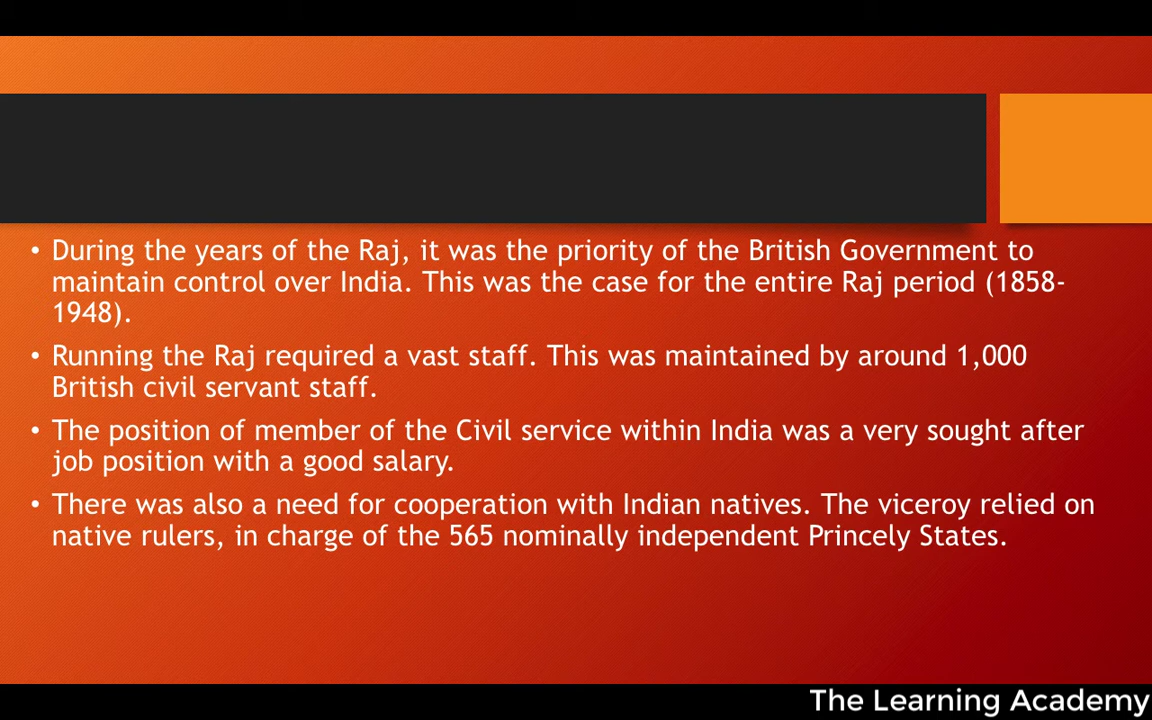 • During the years of the Raj, it was the priority of the British Government to
maintain control over India. This was the case for the entire Raj period (1858-
1948).
• Running the Raj required a vast staff. This was maintained by around 1,000
British civil servant staff.
• The position of member of the Civil service within India was a very sought after
job position with a good salary.
• There was also a need for cooperation with Indian natives. The viceroy relied on
native rulers, in charge of the 565 nominally independent Princely States.
The Learning Academy